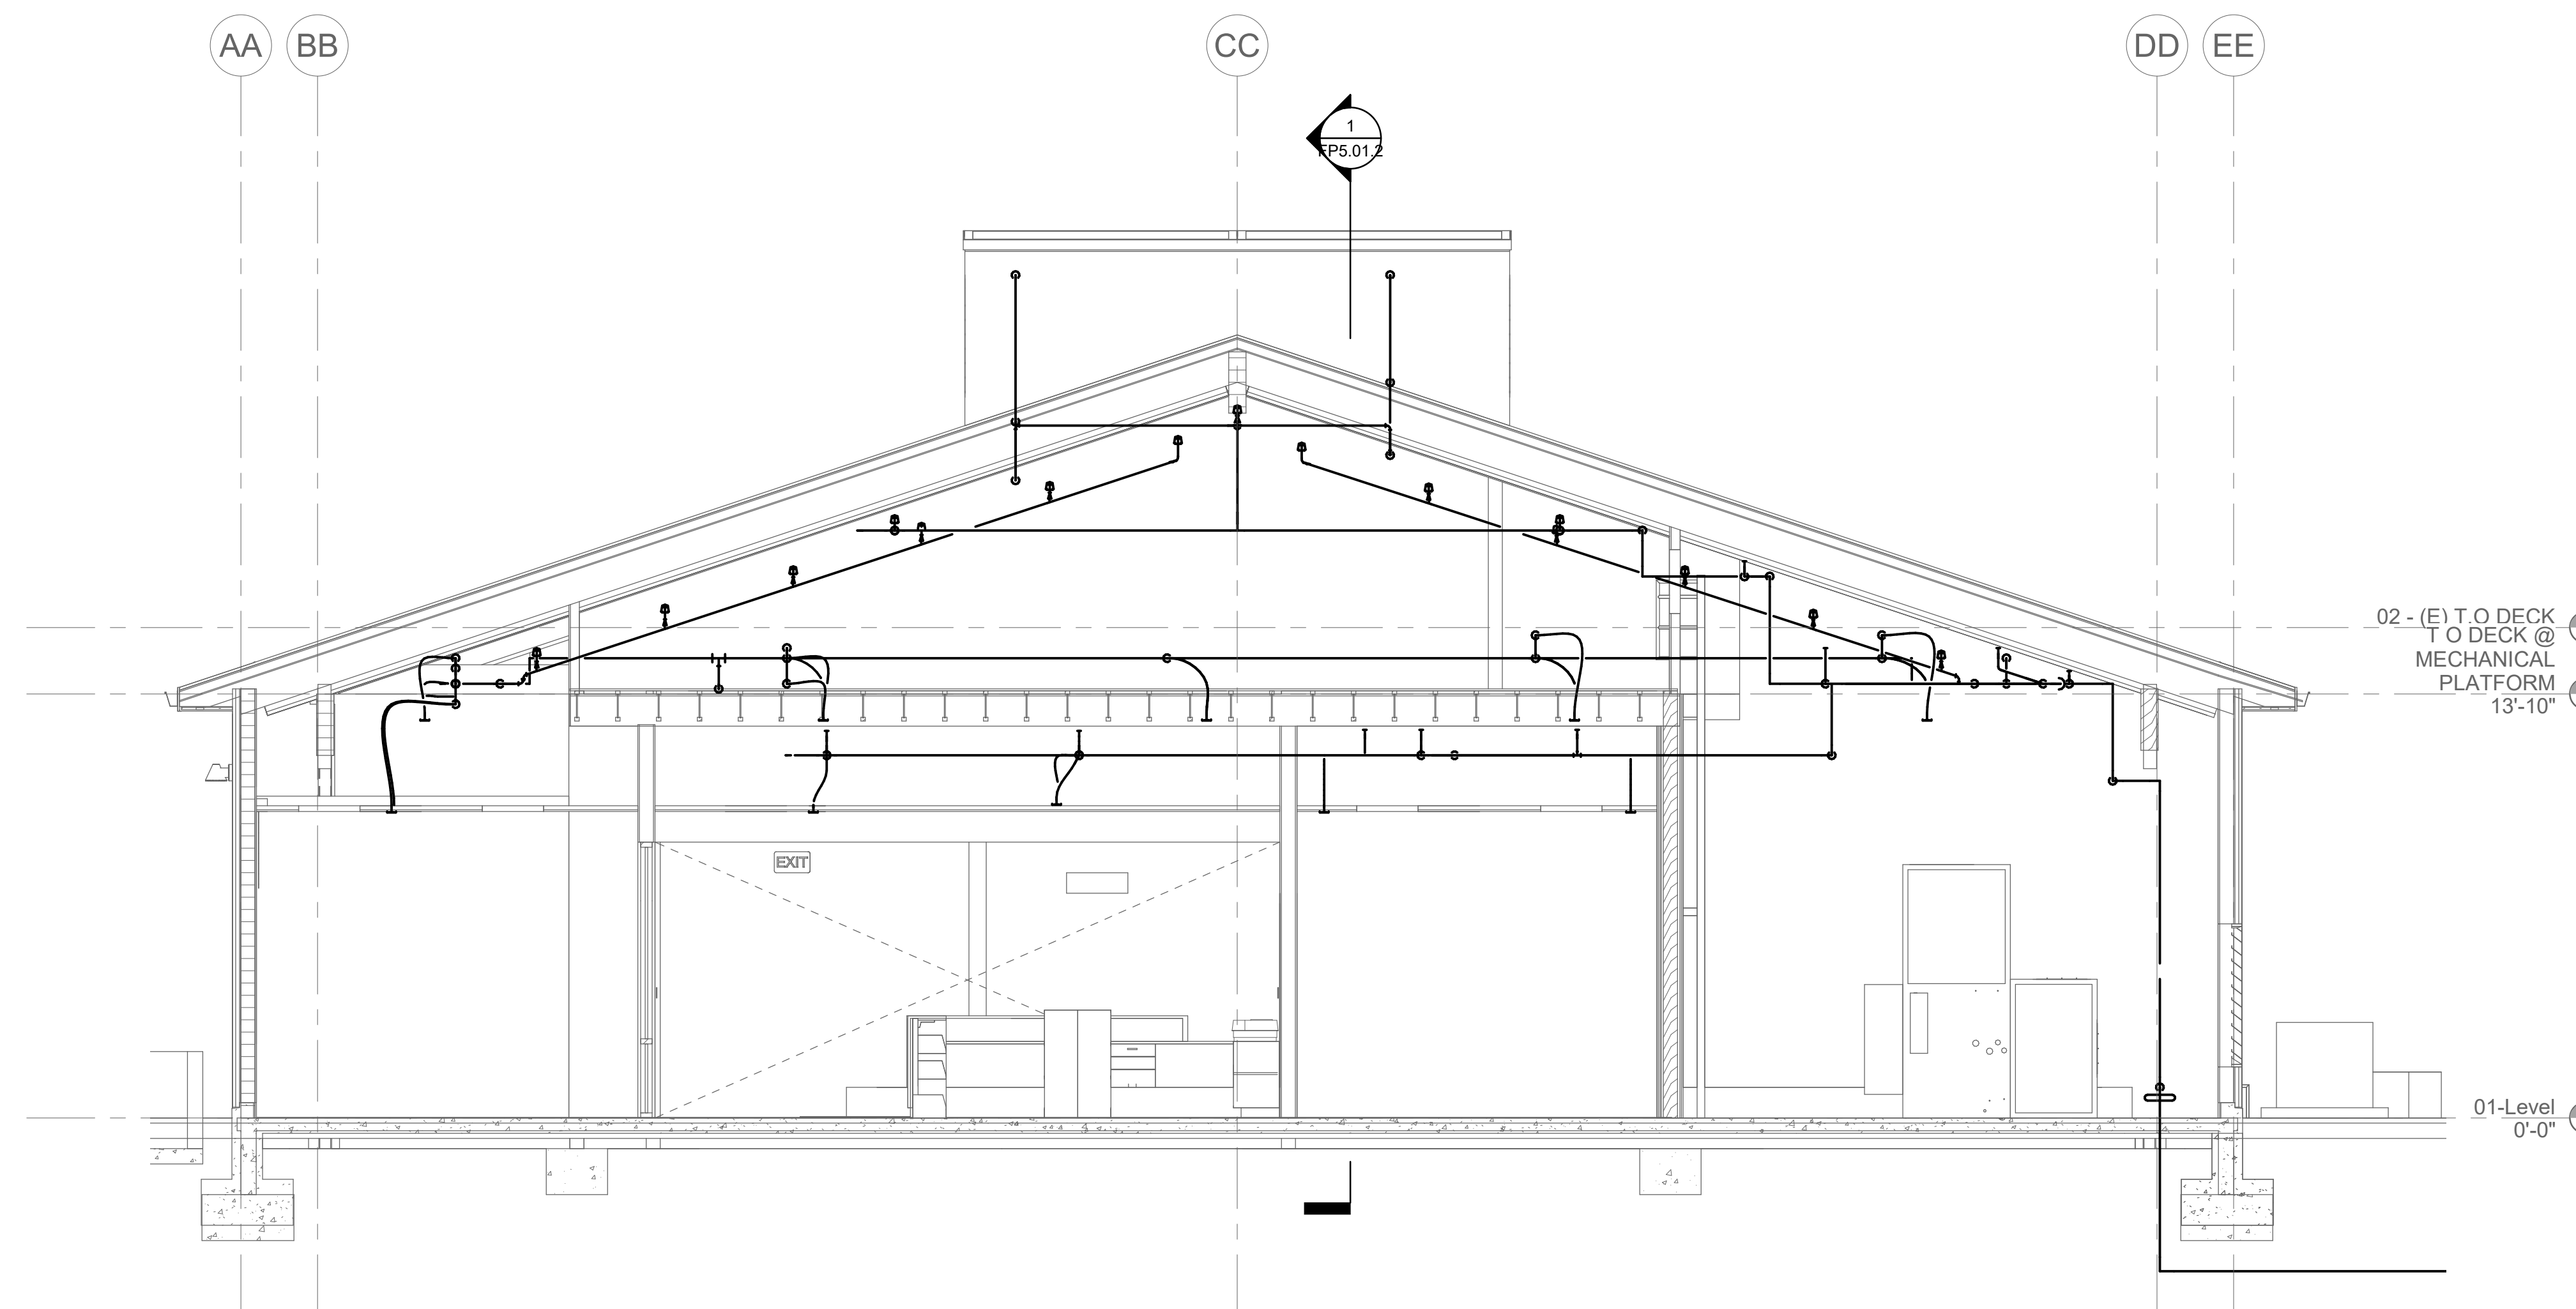 AA
BB
CC
DD
EE
1
FP5.01.2
02 - (E) T.O DECK
T O DECK @
MECHANICAL
PLATFORM
13'-10"
EXIT
01-Level
0'-0"